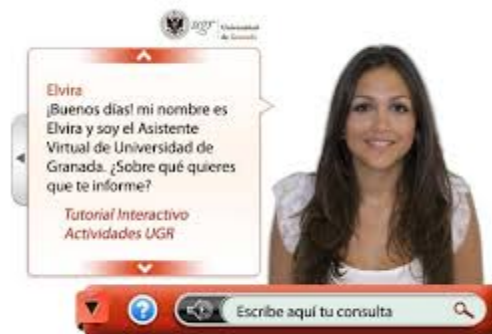 ugr Universidad
de Granada
Elvira
¡Buenos días! mi nombre es
Elvira y soy el Asistente
Virtual de Universidad de
Granada. ¿Sobre qué quieres
que te informe?
Tutorial Interactivo
Actividades UGR
Escribe aquí tu consulta